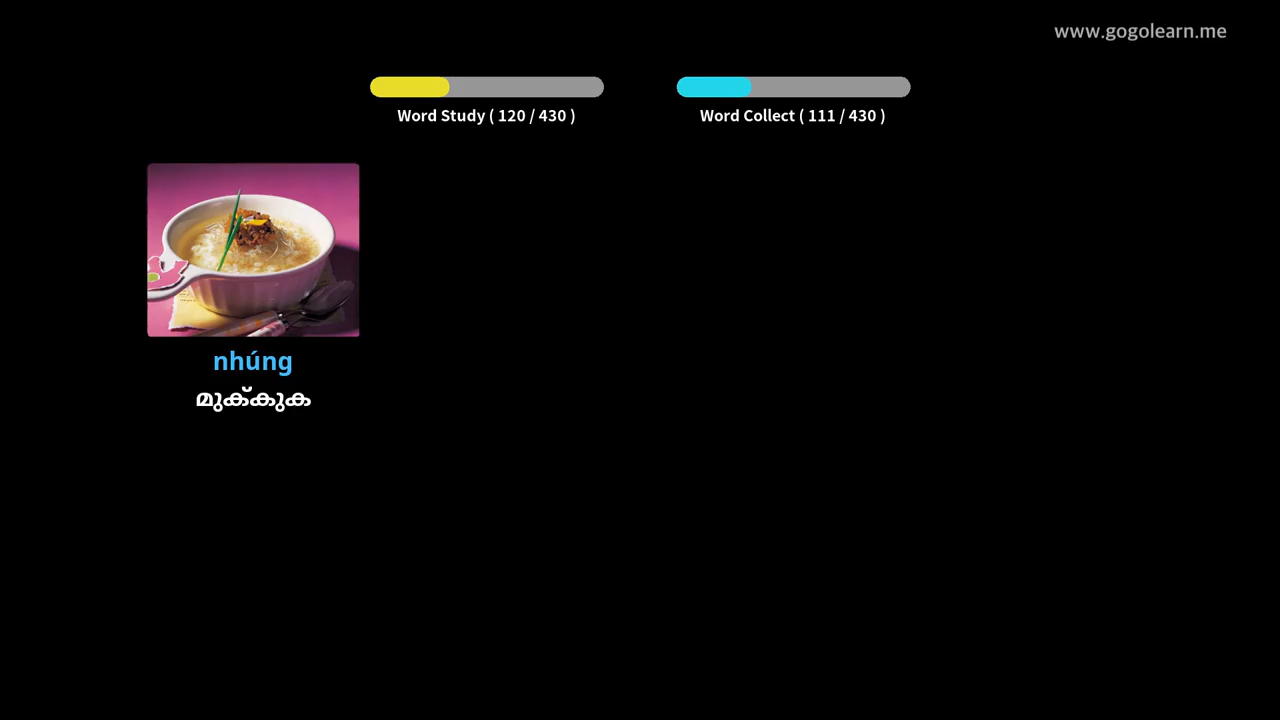 www.gogolearn.me
Word Study ( 120 / 430 )
Word Collect ( 111 / 430 )
nhúng
മുക്കുക